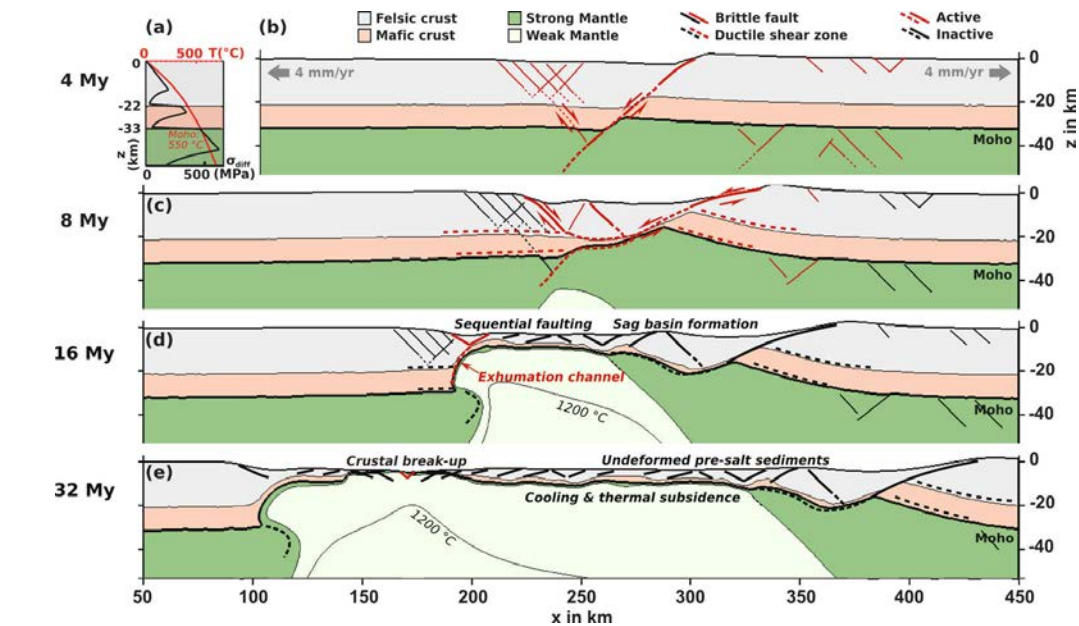 (a)
(b)
Felsic crust
Mafic crust
Strong Mantle
Weak Mantle
Brittle fault
Ductile shear zone
Active
Inactive
0 500 T(°C)
4 My
0
-22
-33
z (km)
Moho: 550 °C
0 500 (MPa)
σdiff
4 mm/yr
4 mm/yr
Moho
0
-20
-40
z in km
8 My
(c)
Moho
0
-20
-40
16 My
(d)
Sequential faulting
Sag basin formation
Exhumation channel
1200 °C
Moho
0
-20
-40
32 My
(e)
Crustal break-up
Undeformed pre-salt sediments
Cooling & thermal subsidence
1200 °C
Moho
0
-20
-40
50 100 150 200 250 300 350 400 450
x in km